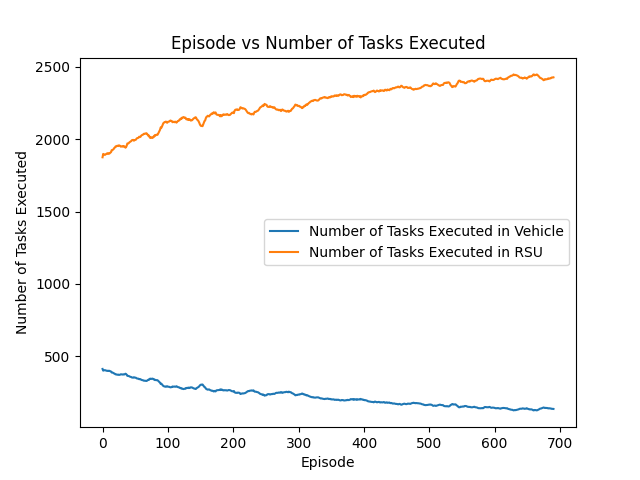 Episode vs Number of Tasks Executed
Number of Tasks Executed
2500
2000
1500
1000
500
Number of Tasks Executed in Vehicle
Number of Tasks Executed in RSU
0 100 200 300 400 500 600 700
Episode